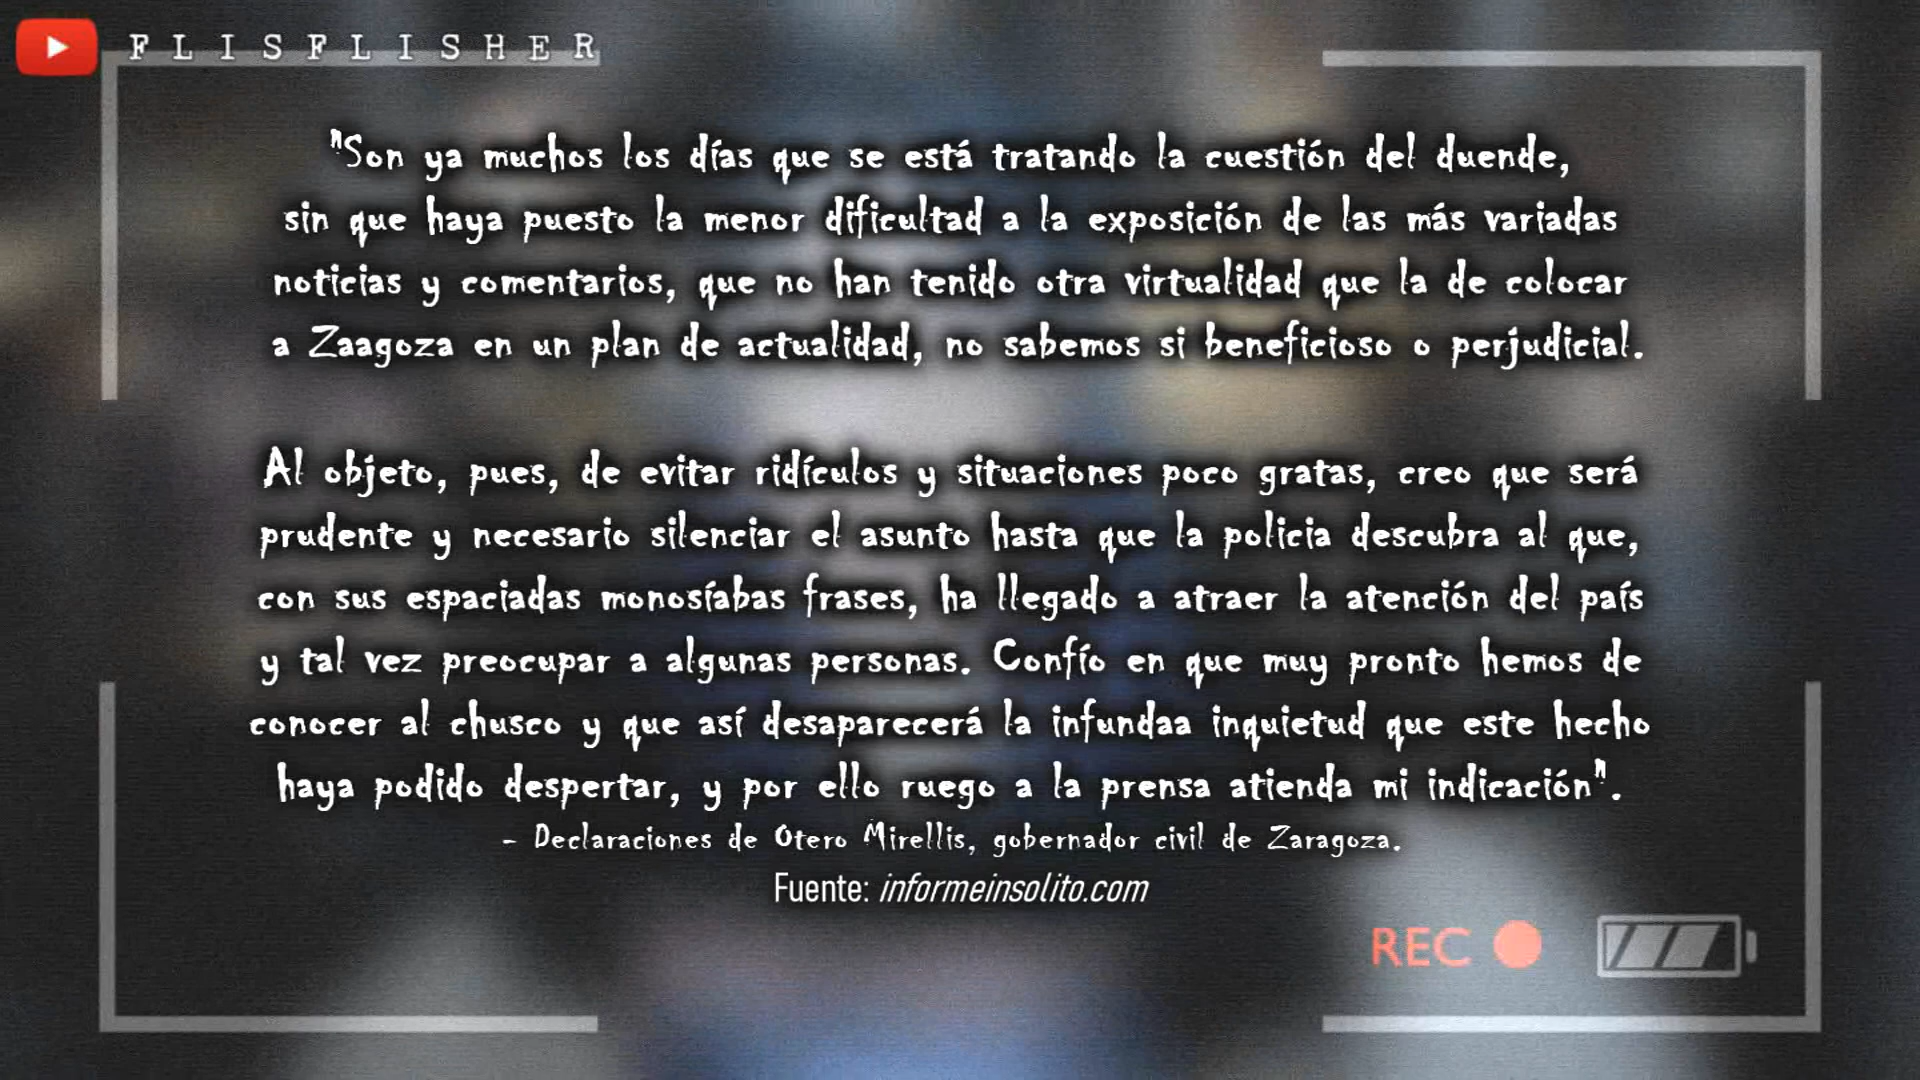 FLISFLISHER
"Son ya muchos los días que se está tratando la cuestión del duende,
sin que haya puesto la menor dificultad a la exposición de las más variadas
noticias y comentarios, que no han tenido otra virtualidad que la de colocar
a Zaagoza en un plan de actualidad, no sabemos si beneficioso o perjudicial.
Al objeto, pues, de evitar ridículos y situaciones poco gratas, creo que será
prudente y necesario silenciar el asunto hasta que la policia descubra al que,
con sus espaciadas monosíabas frases, ha llegado a atraer la atención del país
y tal vez preocupar a algunas personas. Confío en que muy pronto hemos de
conocer al chusco y que así desaparecerá la infundaa inquietud que este hecho
haya podido despertar, y por ello ruego a la prensa atienda mi indicación".
- Declaraciones de Otero Mirellis, gobernador civil de Zaragoza.
Fuente: informeinsolito.com
REC